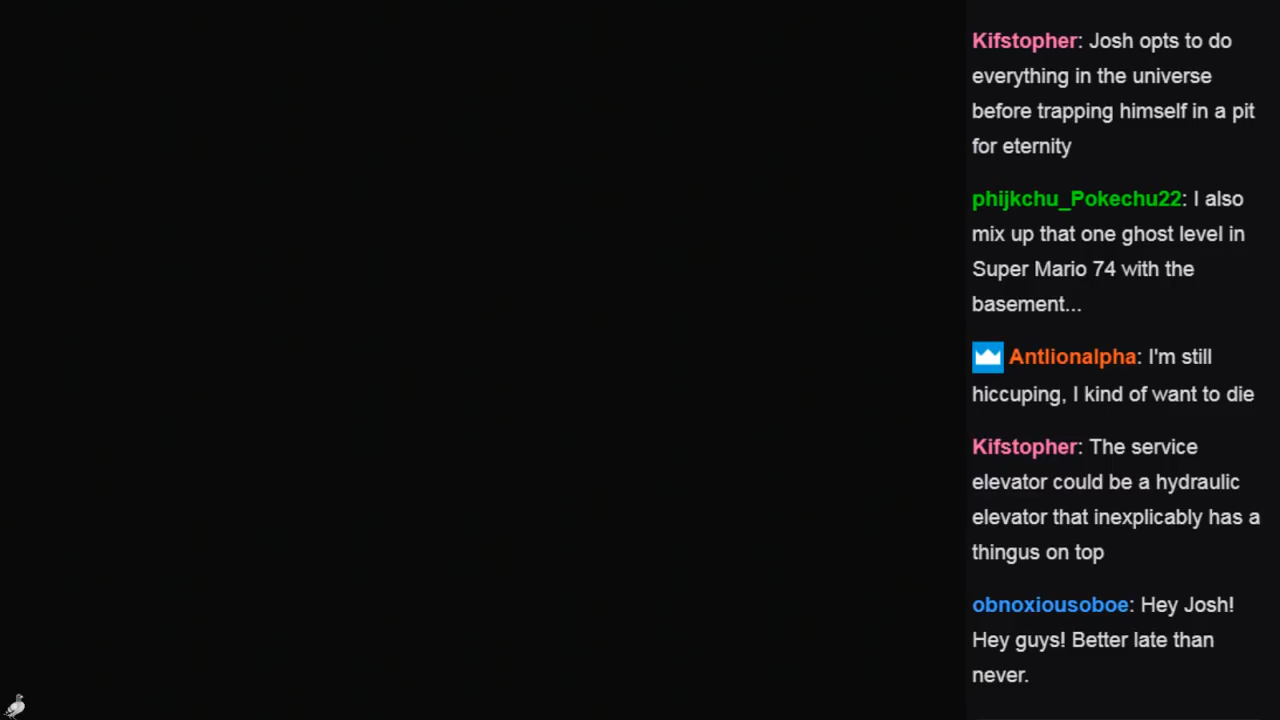 Kifstopher: Josh opts to do
everything in the universe
before trapping himself in a pit
for eternity
phijkchu_Pokechu22: I also
mix up that one ghost level in
Super Mario 74 with the
basement...
Antlionalpha: I'm still
hiccuping, I kind of want to die
Kifstopher: The service
elevator could be a hydraulic
elevator that inexplicably has a
thingus on top
obnoxiousoboe: Hey Josh!
Hey guys! Better late than
never.